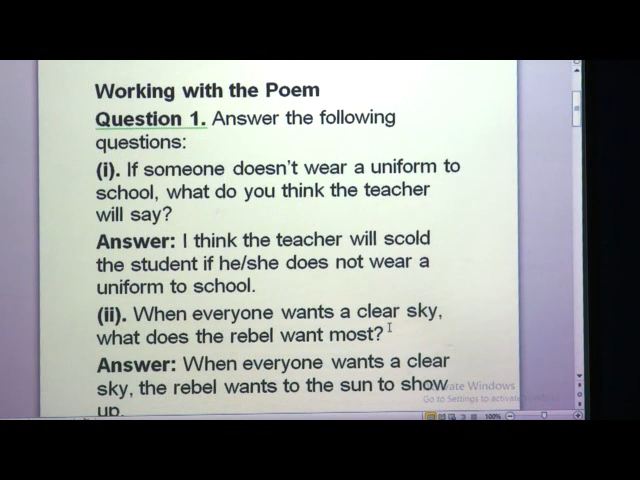 Working with the Poem
Question 1. Answer the following
questions:
(i). If someone doesn't wear a uniform to
school, what do you think the teacher
will say?
Answer: I think the teacher will scold
the student if he/she does not wear a
uniform to school.
(ii). When everyone wants a clear sky,
what does the rebel want most?
Answer: When everyone wants a clear
sky, the rebel wants to the sun to show
up.
Activate Windows
Go to Settings to activate
100%